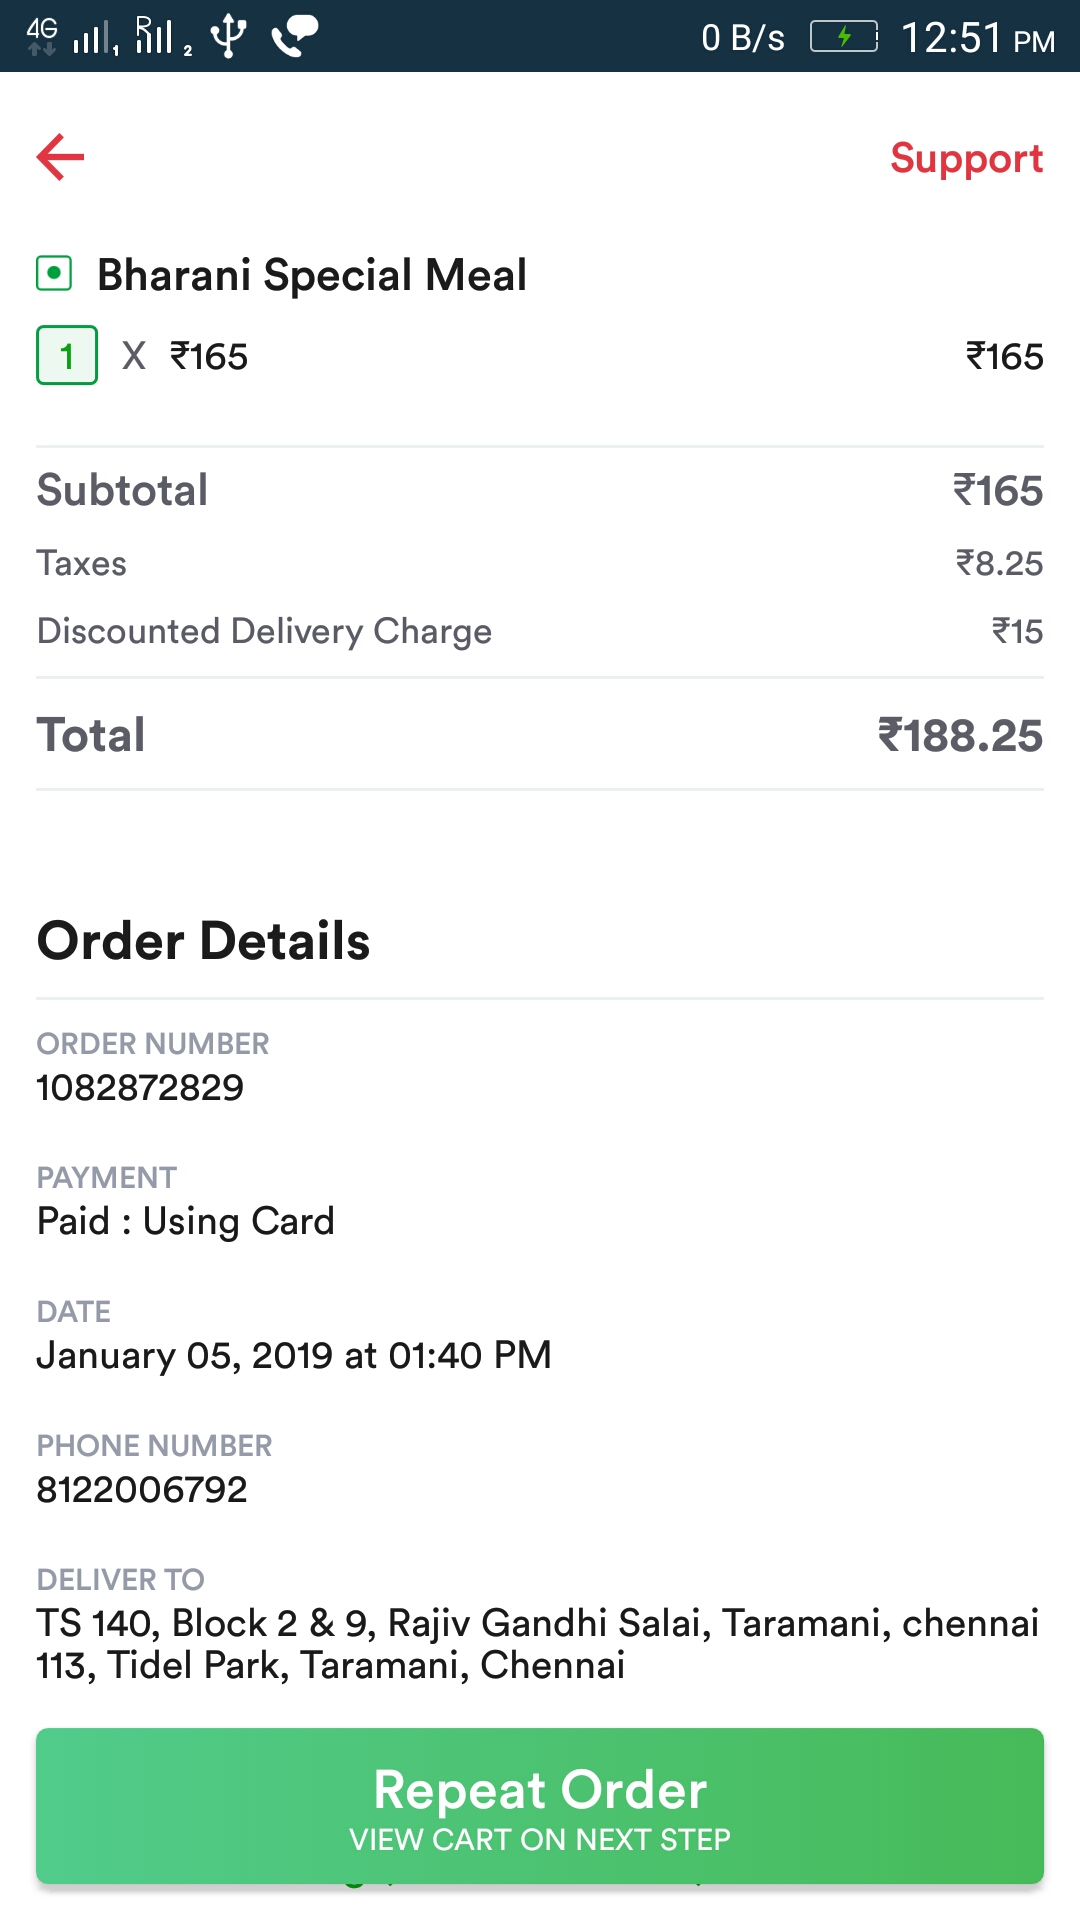 4G 1 R 2 0 B/s 12:51 PM
Support
Bharani Special Meal
1 X ₹165 ₹165
Subtotal ₹165
Taxes ₹8.25
Discounted Delivery Charge ₹15
Total ₹188.25
Order Details
ORDER NUMBER
1082872829
PAYMENT
Paid : Using Card
DATE
January 05, 2019 at 01:40 PM
PHONE NUMBER
8122006792
DELIVER TO
TS 140, Block 2 & 9, Rajiv Gandhi Salai, Taramani, chennai
113, Tidel Park, Taramani, Chennai
Repeat Order
VIEW CART ON NEXT STEP